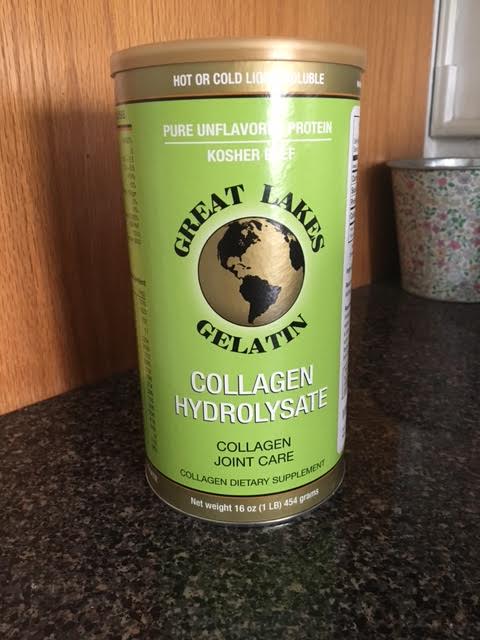 HOT OR COLD LIQUID SOLUBLE
PURE UNFLAVORED PROTEIN
KOSHER BEEF
GREAT LAKES
GELATIN
COLLAGEN
HYDROLYSATE
COLLAGEN
JOINT CARE
COLLAGEN DIETARY SUPPLEMENT
Net weight 16 oz (1 LB) 454 grams